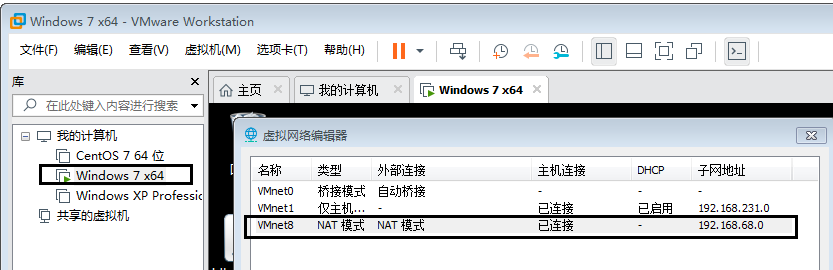 Windows 7 x64 - VMware Workstation
文件(F) 编辑(E) 查看(V) 虚拟机(M) 选项卡(T) 帮助(H)
库
在此处键入内容进行搜索
我的计算机
CentOS 7 64 位
Windows 7 x64
Windows XP Professio
共享的虚拟机
主页 我的计算机 Windows 7 x64
虚拟网络编辑器
名称 类型 外部连接 主机连接 DHCP 子网地址
VMnet0 桥接模式 自动桥接 - - -
VMnet1 仅主机... - 已连接 已启用 192.168.231.0
VMnet8 NAT 模式 NAT 模式 已连接 - 192.168.68.0